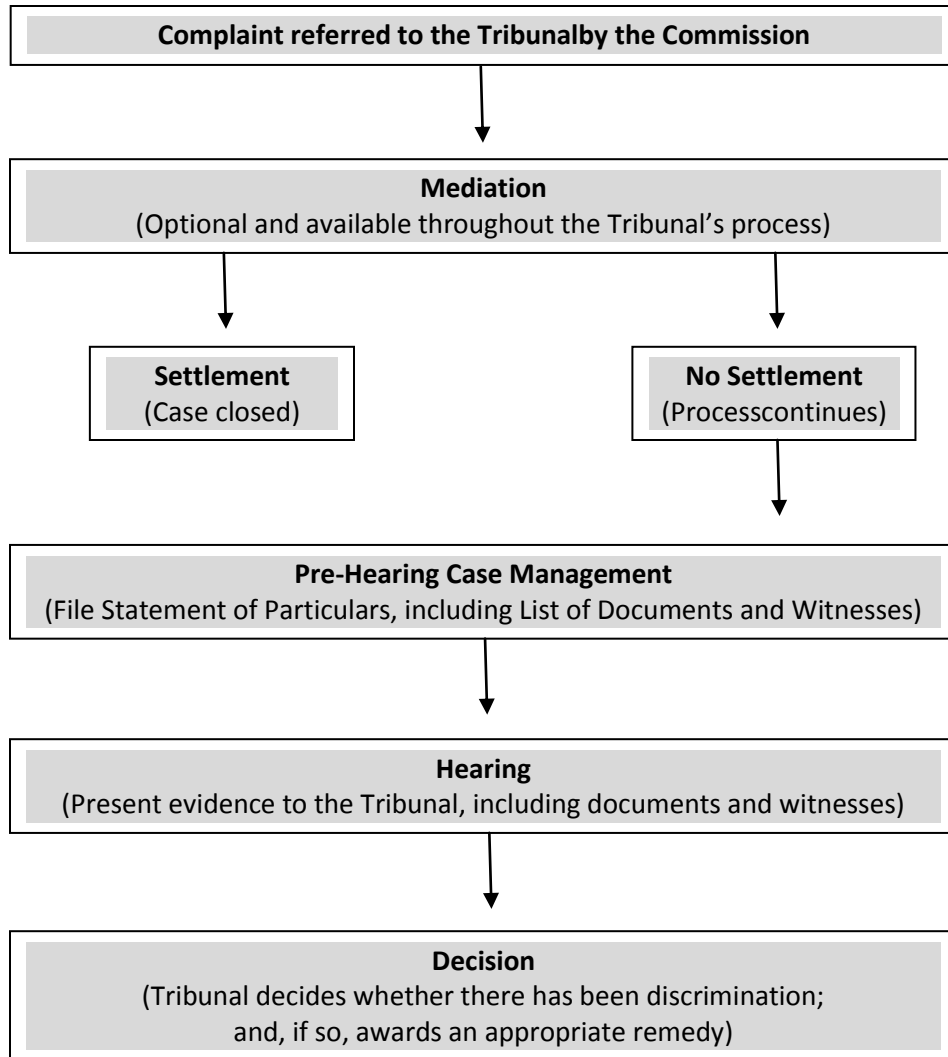 Complaint referred to the Tribunalby the Commission
Mediation
(Optional and available throughout the Tribunal’s process)
Settlement
(Case closed)
No Settlement
(Processcontinues)
Pre-Hearing Case Management
(File Statement of Particulars, including List of Documents and Witnesses)
Hearing
(Present evidence to the Tribunal, including documents and witnesses)
Decision
(Tribunal decides whether there has been discrimination;
and, if so, awards an appropriate remedy)